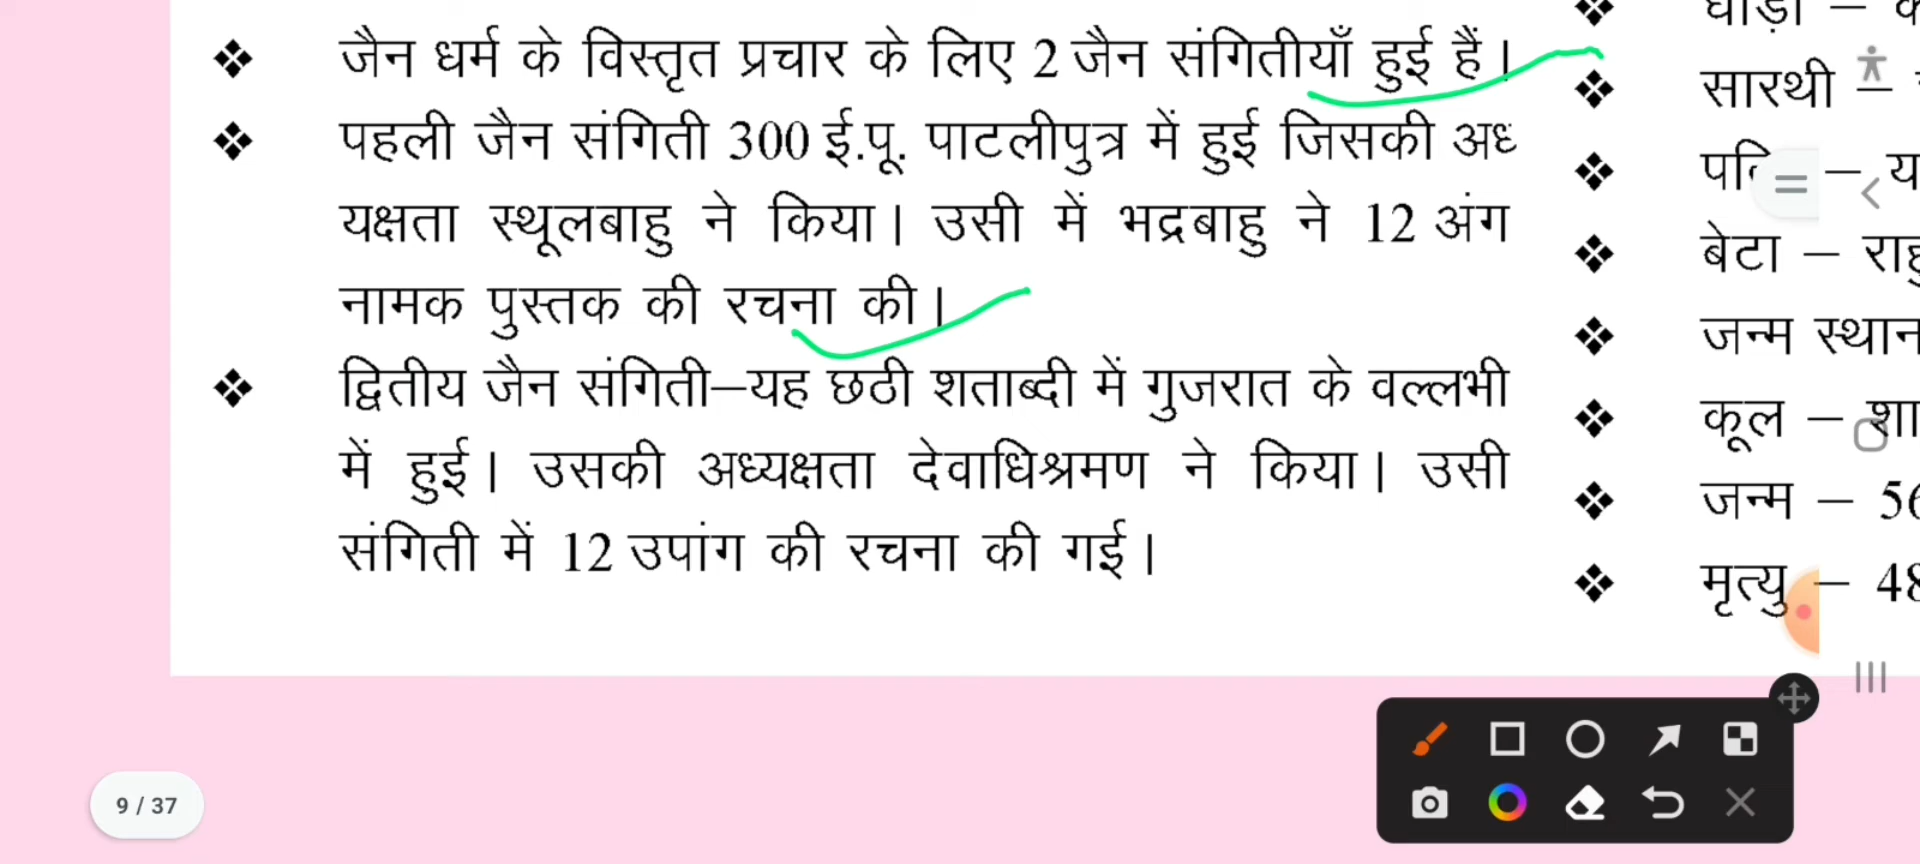 ❖ जैन धर्म के विस्तृत प्रचार के लिए 2 जैन संगितीयाँ हुई हैं।
❖ पहली जैन संगिती 300 ई.पू. पाटलीपुत्र में हुई जिसकी अध
यक्षता स्थूलबाहु ने किया। उसी में भद्रबाहु ने 12 अंग
नामक पुस्तक की रचना की।
❖ द्वितीय जैन संगिती–यह छठी शताब्दी में गुजरात के वल्लभी
में हुई। उसकी अध्यक्षता देवाधिश्रमण ने किया। उसी
संगिती में 12 उपांग की रचना की गई।
❖ घोड़ा –
❖ सारथी –
❖ –
❖ बेटा –
❖ जन्म स्थान
❖ कूल –
❖ जन्म –
❖ मृत्यु –
9 / 37